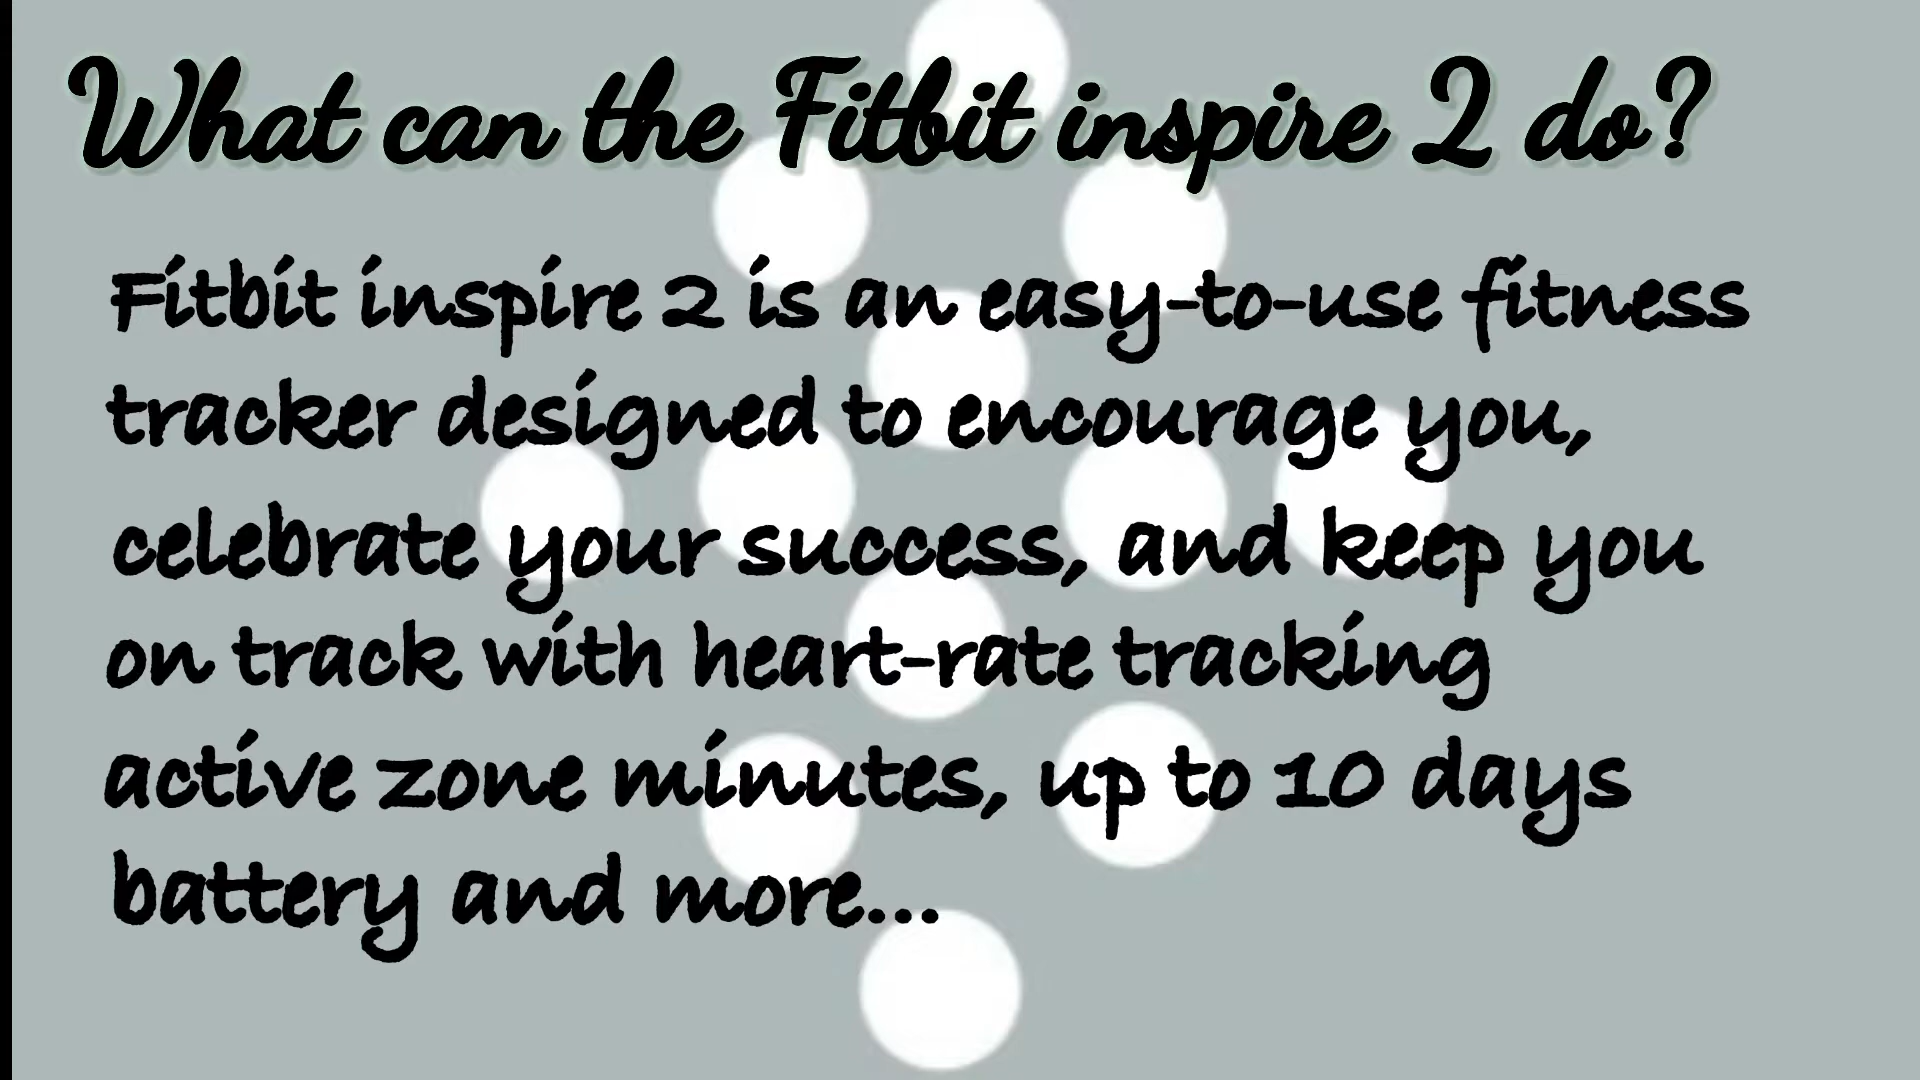 What can the Fitbit inspire 2 do?
Fitbit inspire 2 is an easy-to-use fitness
tracker designed to encourage you,
celebrate your success, and keep you
on track with heart-rate tracking
active zone minutes, up to 10 days
battery and more...